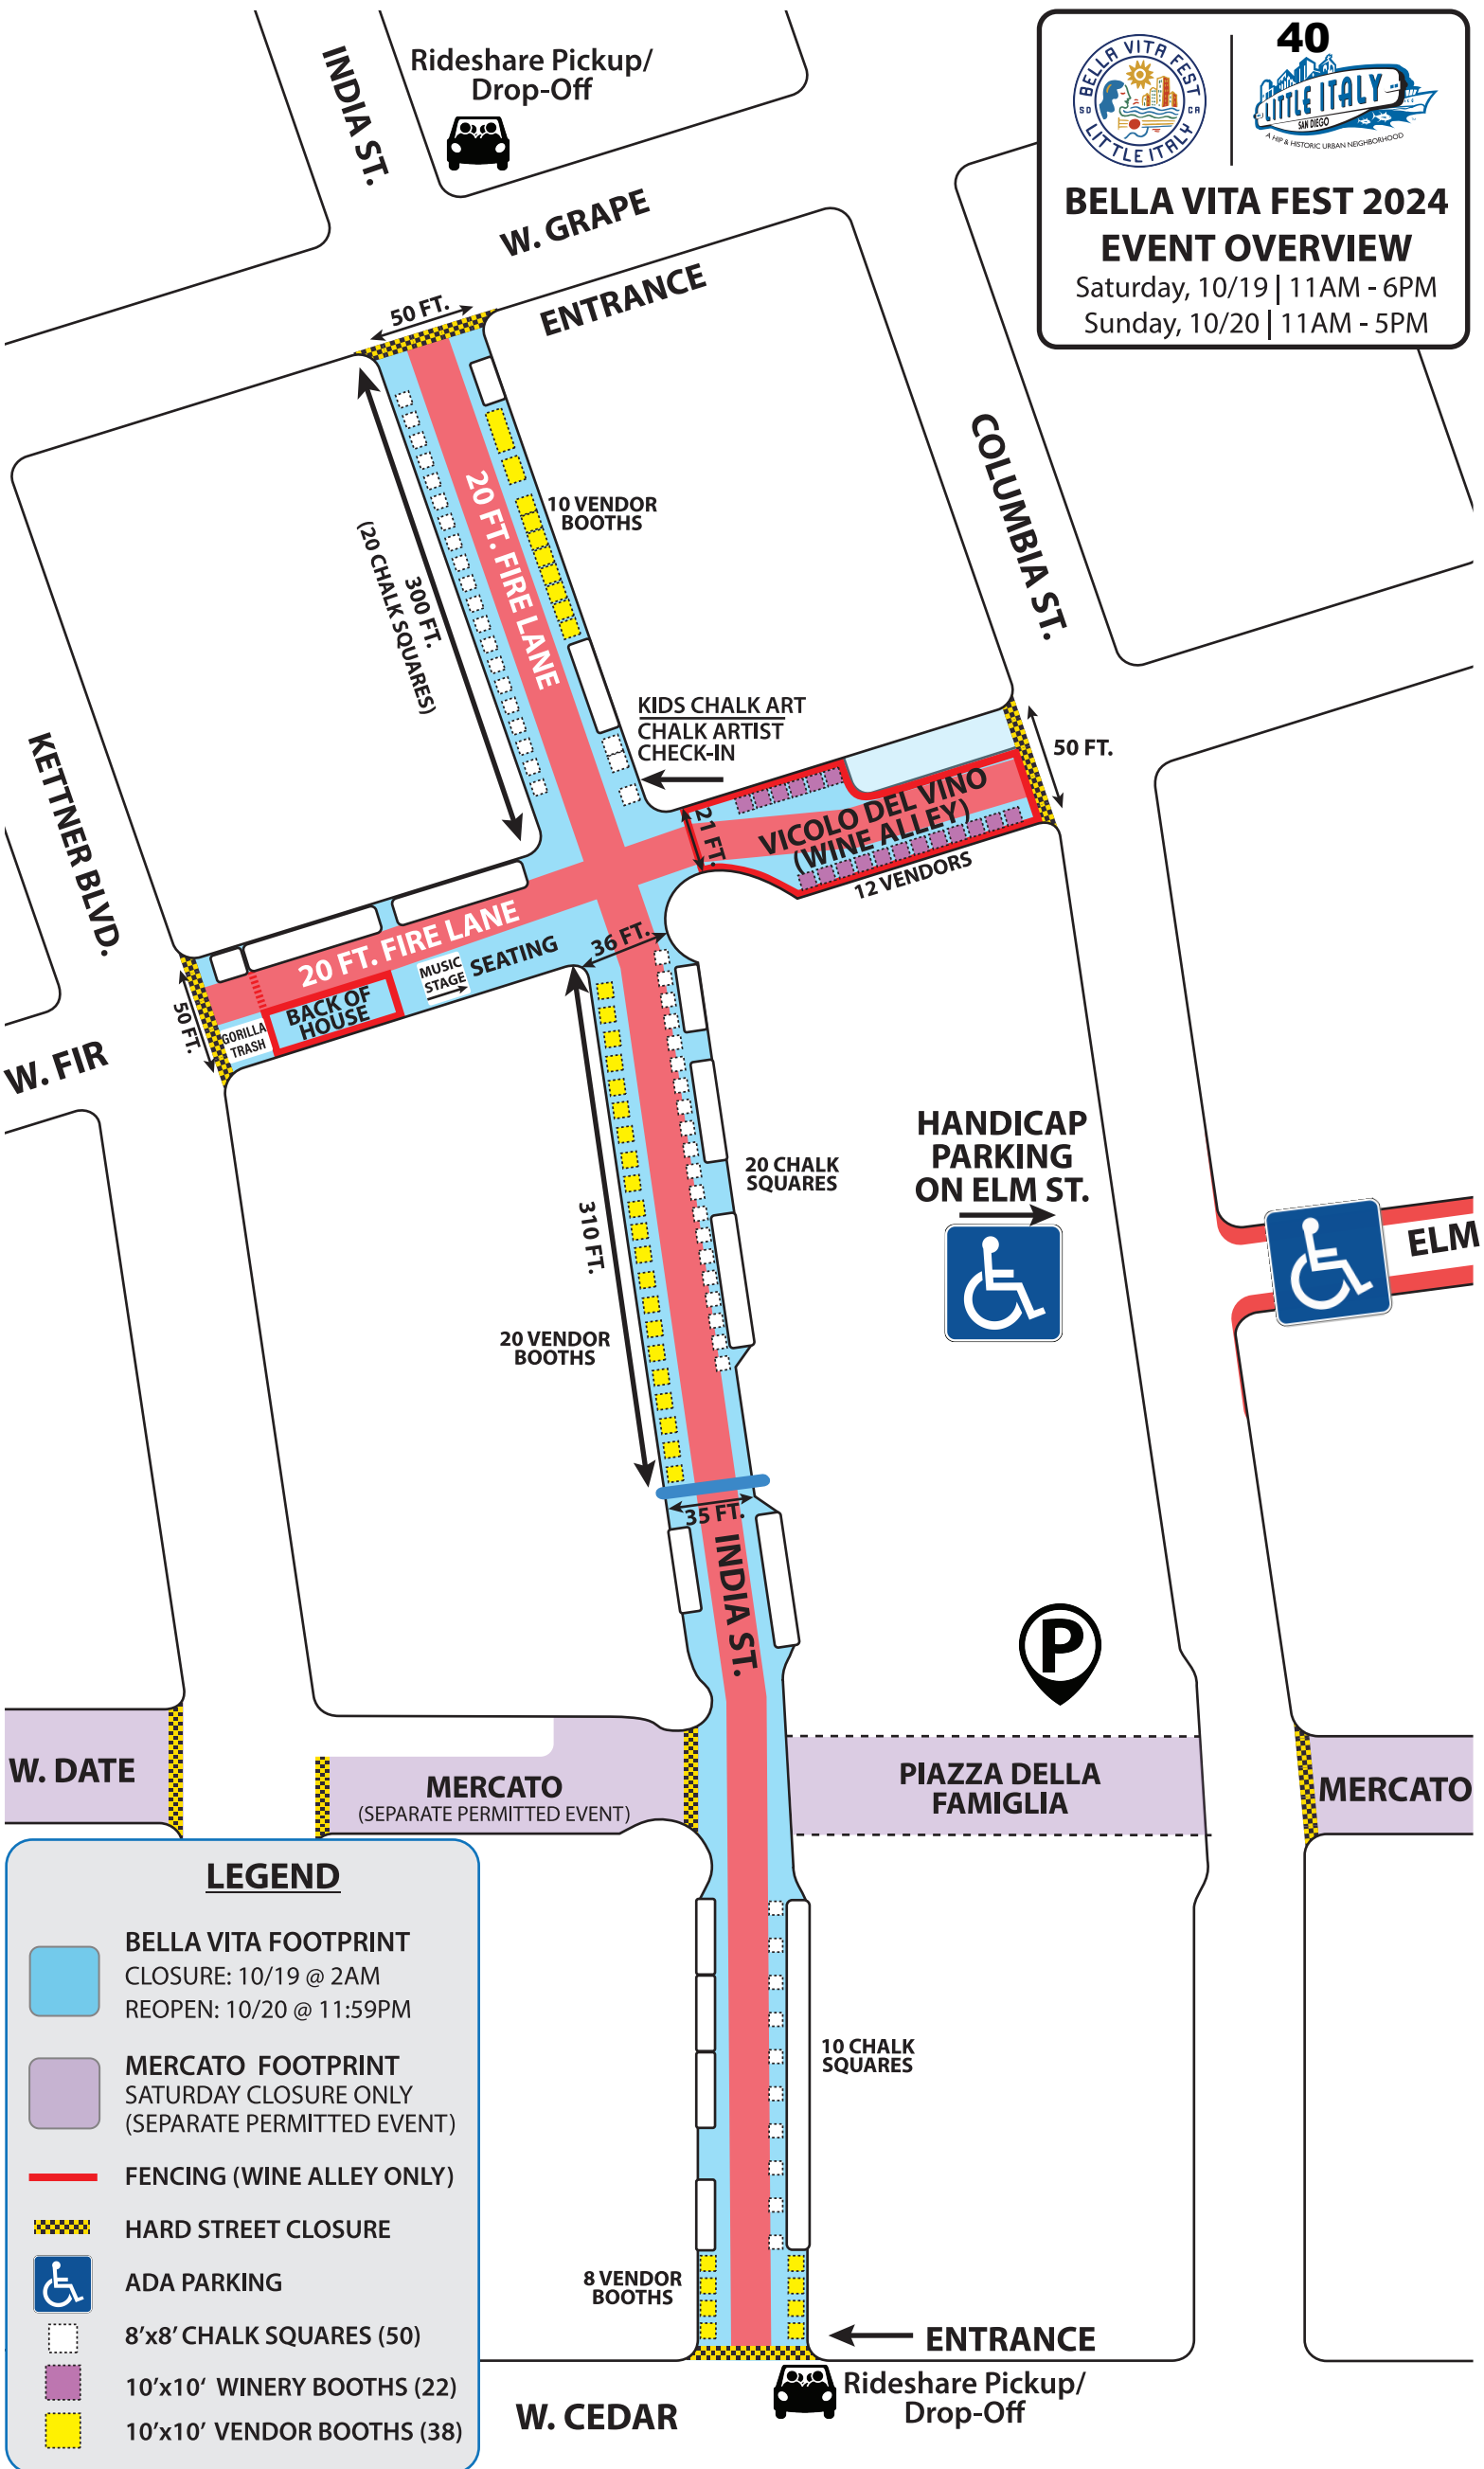 INDIA ST.
Rideshare Pickup/
Drop-Off
W. GRAPE
ENTRANCE
50 FT.
BELLA VITA FEST
SD
CA
LITTLE ITALY
40
LITTLE ITALY
SAN DIEGO
A HIP & HISTORIC URBAN NEIGHBORHOOD
BELLA VITA FEST 2024
EVENT OVERVIEW
Saturday, 10/19 | 11AM - 6PM
Sunday, 10/20 | 11AM - 5PM
COLUMBIA ST.
20 FT. FIRE LANE
10 VENDOR
BOOTHS
300 FT.
(20 CHALK SQUARES)
KIDS CHALK ART
CHALK ARTIST
CHECK-IN
50 FT.
KETTNER BLVD.
21 FT.
VICOLO DEL VINO
(WINE ALLEY)
12 VENDORS
20 FT. FIRE LANE
MUSIC
STAGE
SEATING
36 FT.
BACK OF
HOUSE
GORILLA
TRASH
50 FT.
W. FIR
HANDICAP
PARKING
ON ELM ST.
20 CHALK
SQUARES
310 FT.
ELM
20 VENDOR
BOOTHS
35 FT.
INDIA ST.
P
W. DATE
MERCATO
(SEPARATE PERMITTED EVENT)
PIAZZA DELLA
FAMIGLIA
MERCATO
LEGEND
BELLA VITA FOOTPRINT
CLOSURE: 10/19 @ 2AM
REOPEN: 10/20 @ 11:59PM
MERCATO FOOTPRINT
SATURDAY CLOSURE ONLY
(SEPARATE PERMITTED EVENT)
FENCING (WINE ALLEY ONLY)
HARD STREET CLOSURE
ADA PARKING
8'x8' CHALK SQUARES (50)
10'x10' WINERY BOOTHS (22)
10'x10' VENDOR BOOTHS (38)
10 CHALK
SQUARES
8 VENDOR
BOOTHS
ENTRANCE
Rideshare Pickup/
Drop-Off
W. CEDAR